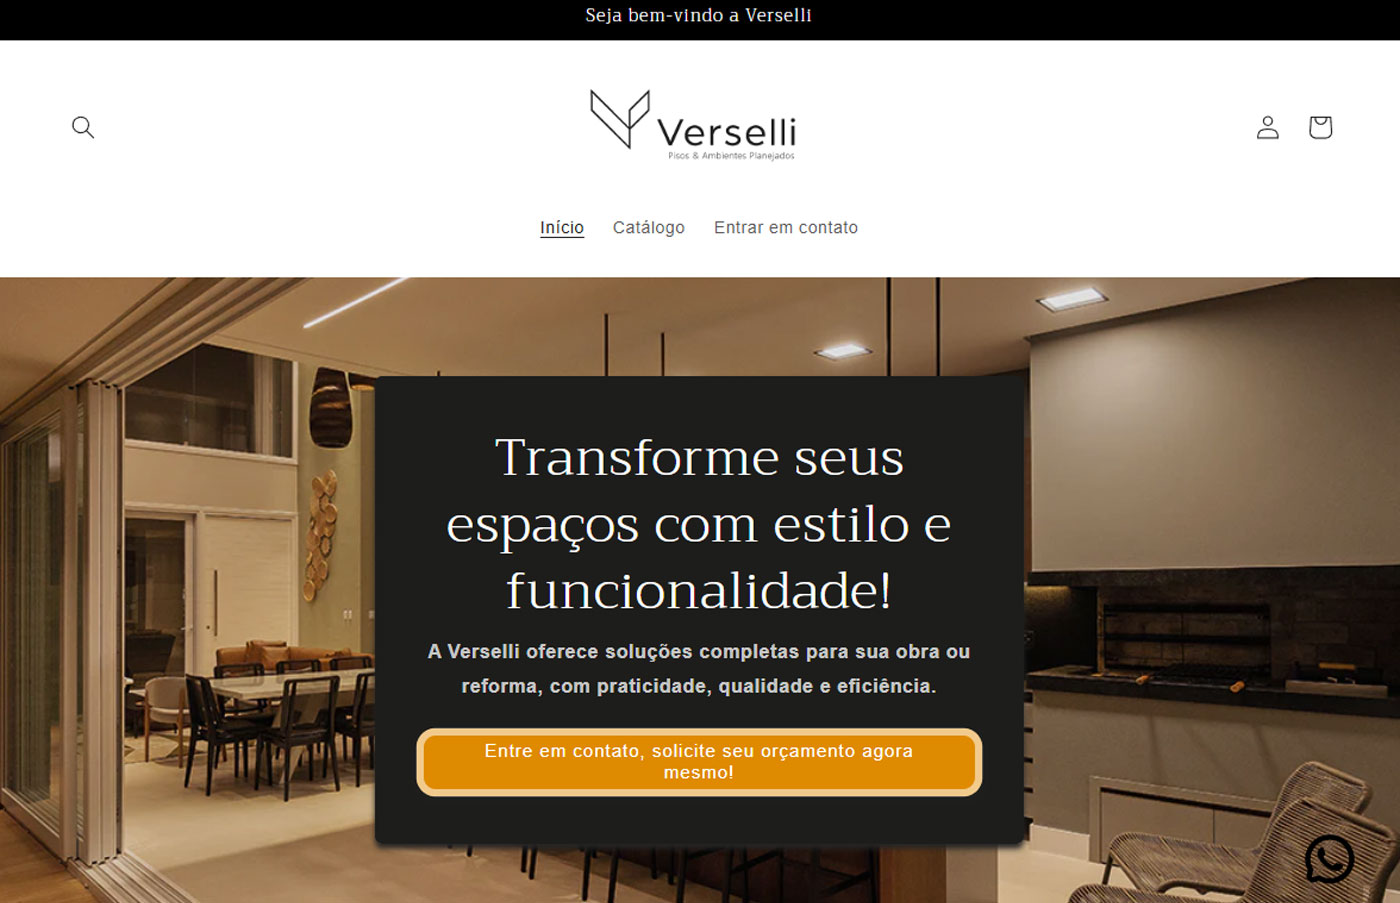 Seja bem-vindo a Verselli
Verselli
Pisos & Ambientes Planejados
Início Catálogo Entrar em contato
Transforme seus
espaços com estilo e
funcionalidade!
A Verselli oferece soluções completas para sua obra ou
reforma, com praticidade, qualidade e eficiência.
Entre em contato, solicite seu orçamento agora
mesmo!